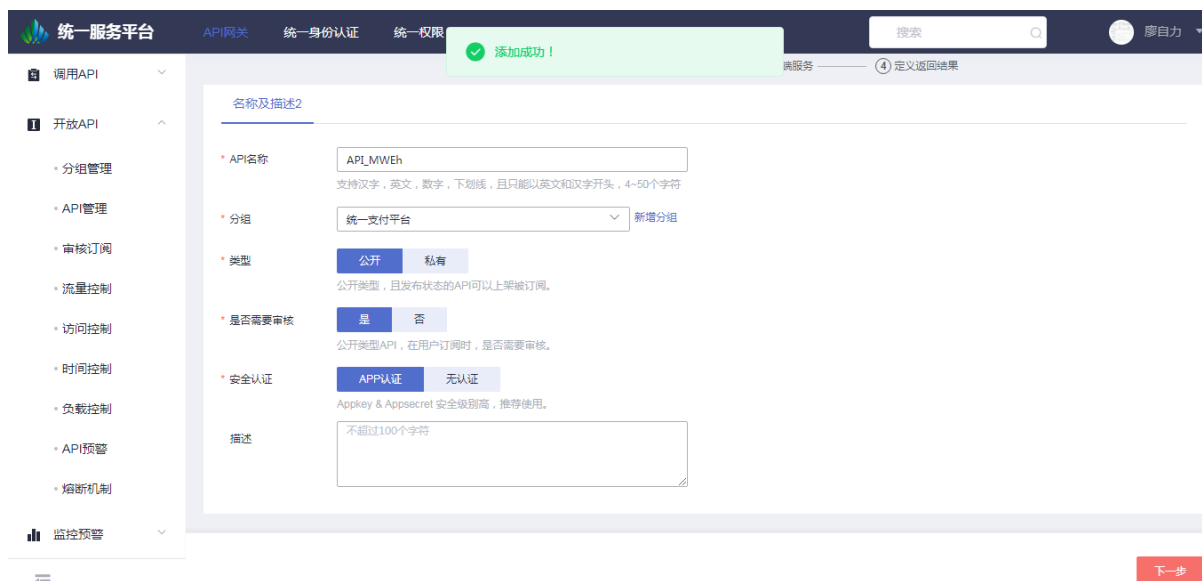 统一服务平台 API网关 统一身份认证 统一权限 搜索 廖自力
添加成功！
端服务 4 定义返回结果
调用API
开放API
分组管理
API管理
审核订阅
流量控制
访问控制
时间控制
负载控制
API预警
熔断机制
监控预警
名称及描述2
* API名称 API_MWEh
支持汉字，英文，数字，下划线，且只能以英文和汉字开头，4~50个字符
* 分组 统一支付平台 新增分组
* 类型 公开 私有
公开类型，且发布状态的API可以上架被订阅。
* 是否需要审核 是 否
公开类型API，在用户订阅时，是否需要审核。
* 安全认证 APP认证 无认证
Appkey & Appsecret 安全级别高，推荐使用。
描述 不超过100个字符
下一步